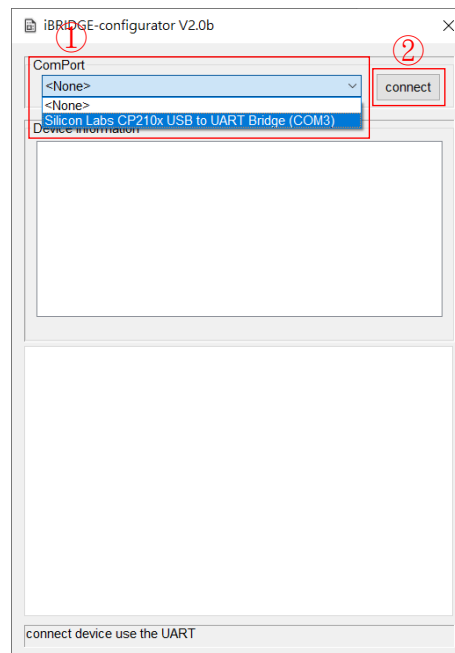 iBRIDGE-configurator V2.0b
①
②
ComPort
<None>
connect
<None>
Silicon Labs CP210x USB to UART Bridge (COM3)
Device Information
connect device use the UART